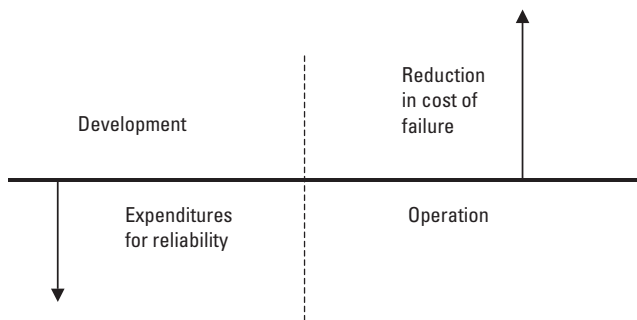 Development
Reduction
in cost of
failure
Expenditures
for reliability
Operation